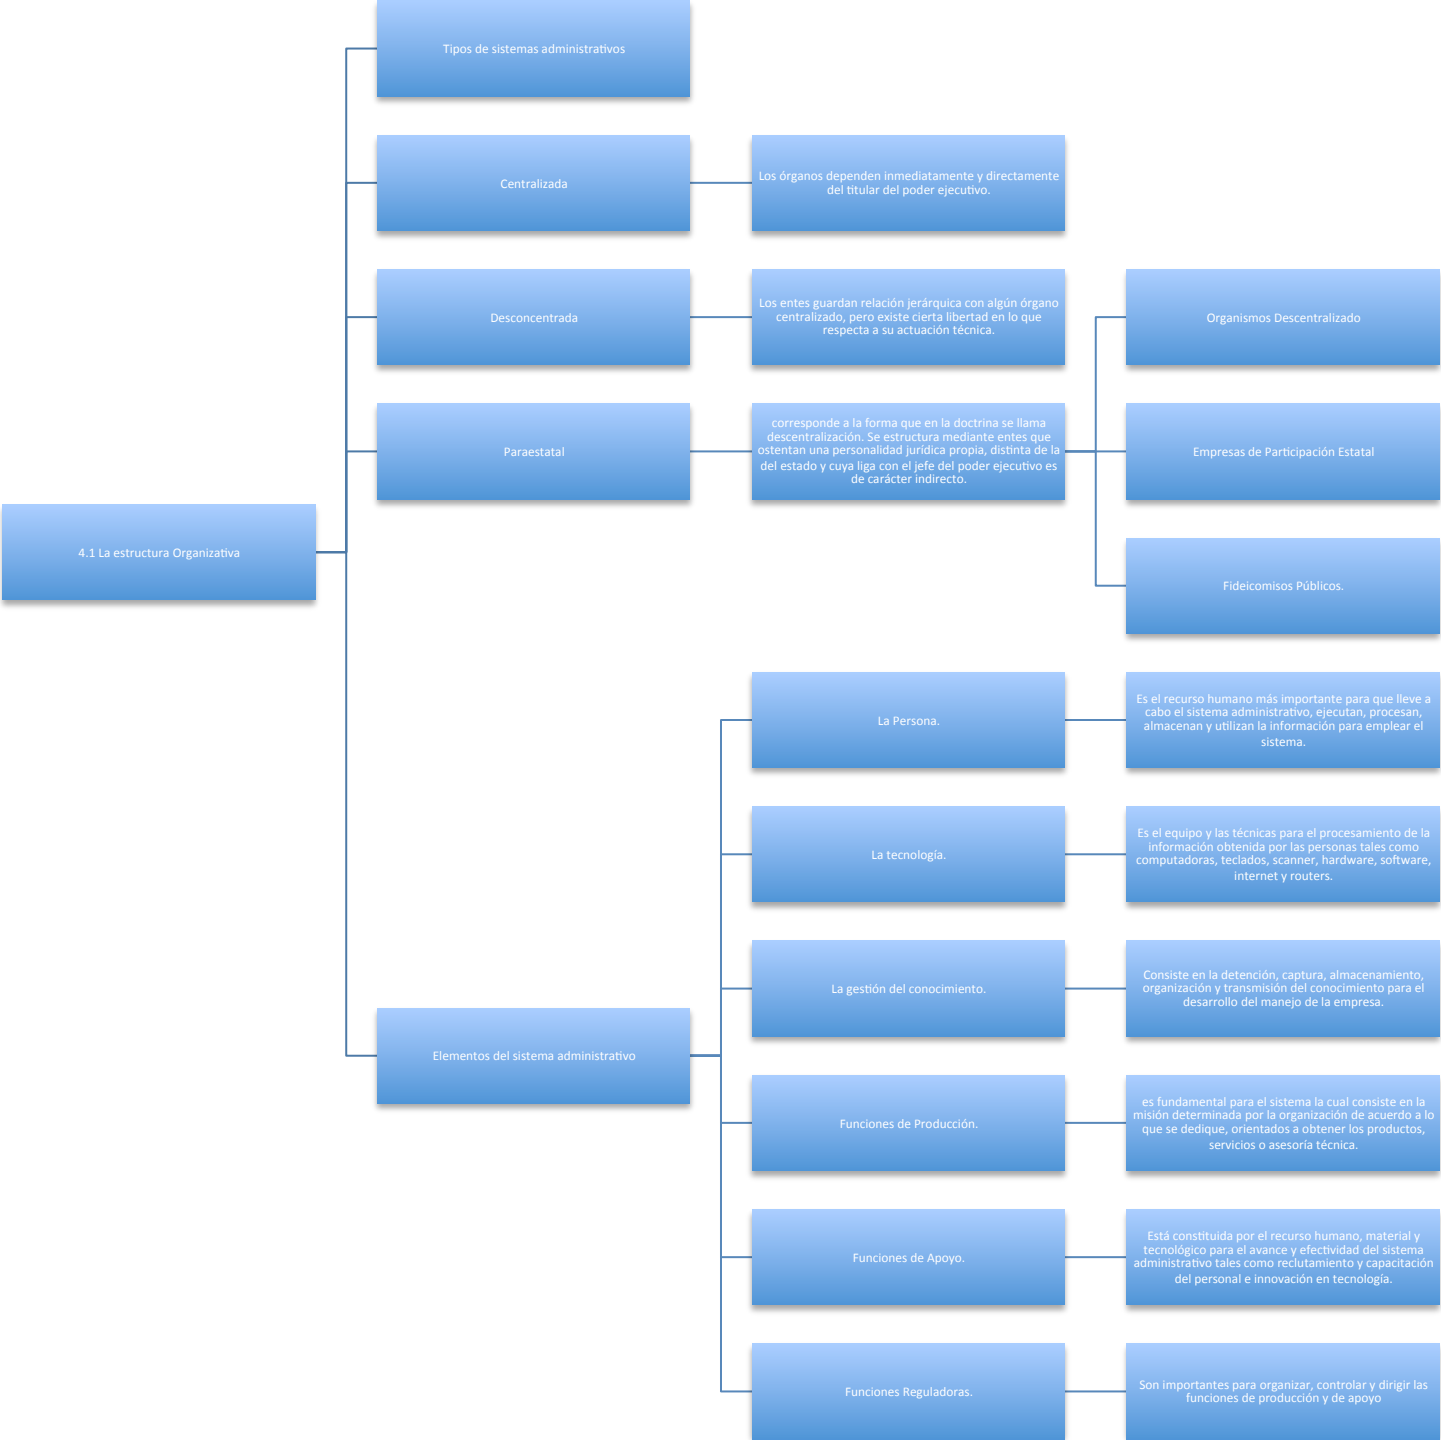 4.1 La estructura Organizativa
Tipos de sistemas administrativos
Centralizada
Los órganos dependen inmediatamente y directamente
del titular del poder ejecutivo.
Desconcentrada
Los entes guardan relación jerárquica con algún órgano
centralizado, pero existe cierta libertad en lo que
respecta a su actuación técnica.
Paraestatal
corresponde a la forma que en la doctrina se llama
descentralización. Se estructura mediante entes que
ostentan una personalidad jurídica propia, distinta de la
del estado y cuya liga con el jefe del poder ejecutivo es
de carácter indirecto.
Organismos Descentralizado
Empresas de Participación Estatal
Fideicomisos Públicos.
Elementos del sistema administrativo
La Persona.
Es el recurso humano más importante para que lleve a
cabo el sistema administrativo, ejecutan, procesan,
almacenan y utilizan la información para emplear el
sistema.
La tecnología.
Es el equipo y las técnicas para el procesamiento de la
información obtenida por las personas tales como
computadoras, teclados, scanner, hardware, software,
internet y routers.
La gestión del conocimiento.
Consiste en la detención, captura, almacenamiento,
organización y transmisión del conocimiento para el
desarrollo del manejo de la empresa.
Funciones de Producción.
es fundamental para el sistema la cual consiste en la
misión determinada por la organización de acuerdo a lo
que se dedique, orientados a obtener los productos,
servicios o asesoría técnica.
Funciones de Apoyo.
Está constituida por el recurso humano, material y
tecnológico para el avance y efectividad del sistema
administrativo tales como reclutamiento y capacitación
del personal e innovación en tecnología.
Funciones Reguladoras.
Son importantes para organizar, controlar y dirigir las
funciones de producción y de apoyo